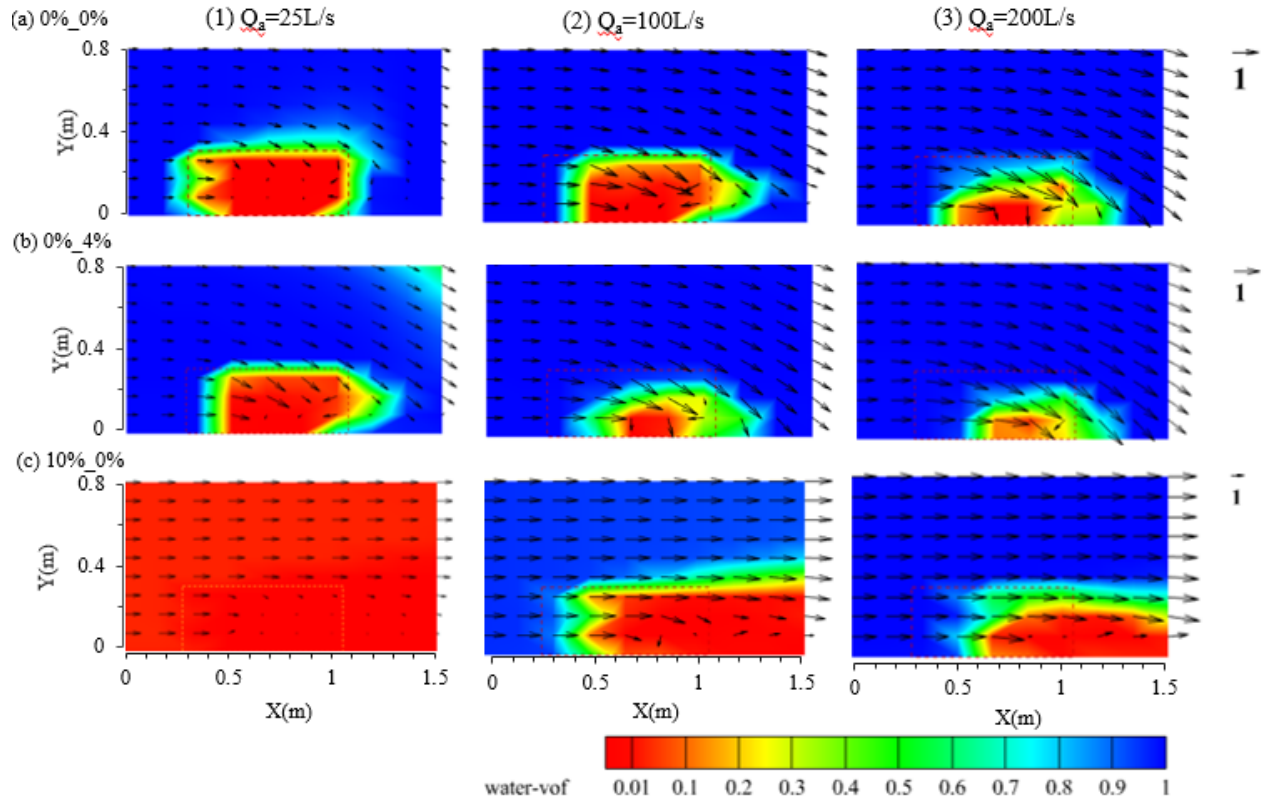 (a) 0%_0% (1) Qa=25L/s (2) Qa=100L/s (3) Qa=200L/s
0.8
0.4
0
Y(m)
1
(b) 0%_4%
0.8
0.4
0
Y(m)
1
(c) 10%_0%
0.8
0.4
0
Y(m)
1
0 0.5 1 1.5 0 0.5 1 1.5 0 0.5 1 1.5
X(m) X(m) X(m)
water-vof 0.01 0.1 0.2 0.3 0.4 0.5 0.6 0.7 0.8 0.9 1